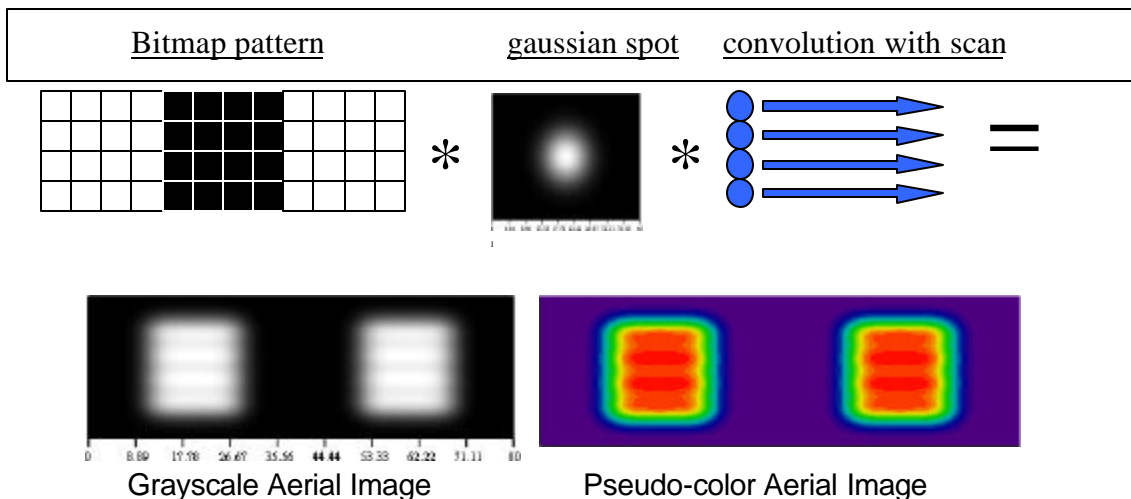 Bitmap pattern gaussian spot convolution with scan
* * =
0 8.89 17.78 26.67 35.56 44.44 53.33 62.22 71.11 80
Grayscale Aerial Image Pseudo-color Aerial Image